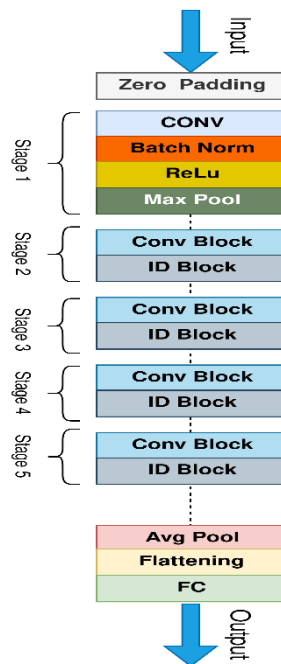 Input
Zero Padding
Stage 1
CONV
Batch Norm
ReLu
Max Pool
Stage 2
Conv Block
ID Block
Stage 3
Conv Block
ID Block
Stage 4
Conv Block
ID Block
Stage 5
Conv Block
ID Block
Avg Pool
Flattening
FC
Output